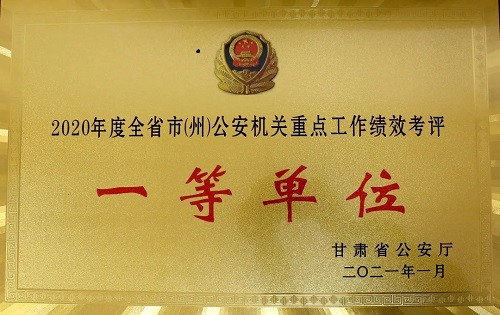 2020年度全省市(州)公安机关重点工作绩效考评
一等单位
甘肃省公安厅
二〇二一年一月